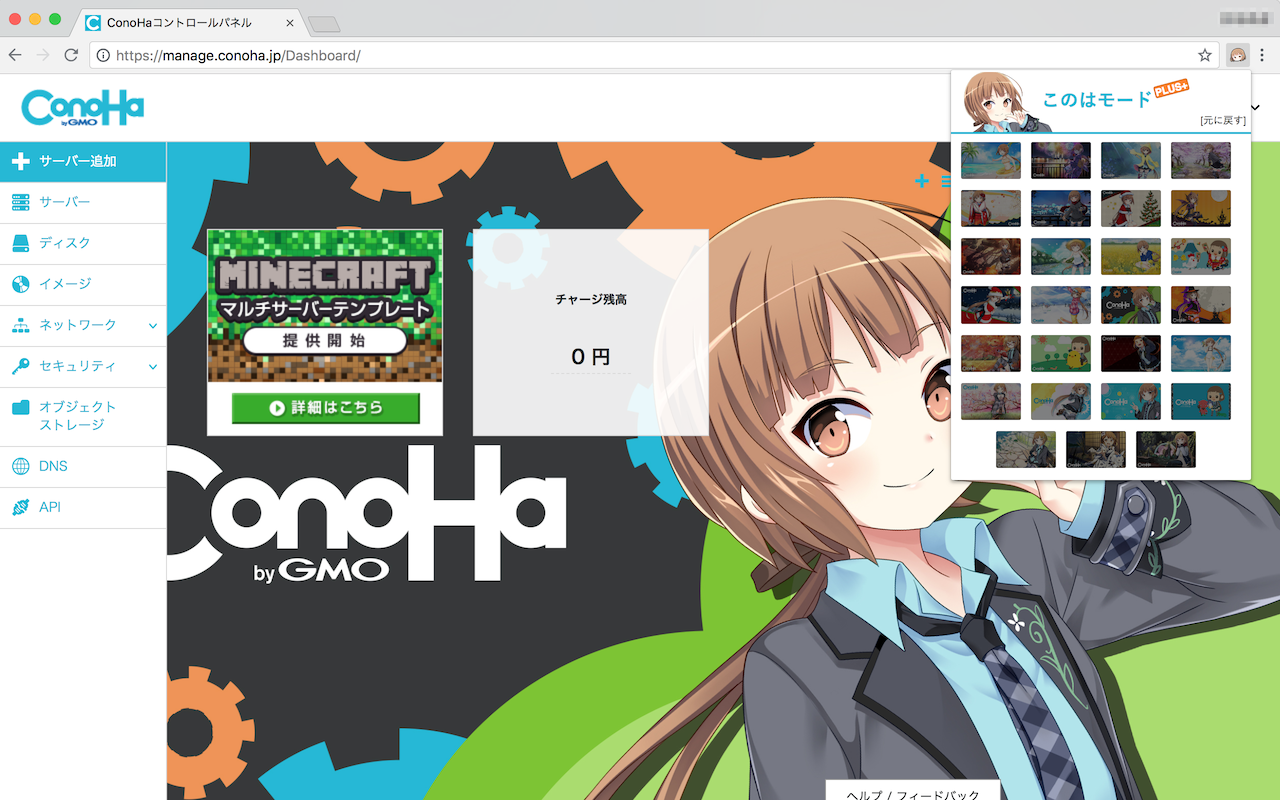 ConoHaコントロールパネル
https://manage.conoha.jp/Dashboard/
ConoHa
by GMO
このはモード PLUS+
[元に戻す]
サーバー追加
サーバー
ディスク
イメージ
ネットワーク
セキュリティ
オブジェクト
ストレージ
DNS
API
MINECRAFT
マルチサーバーテンプレート
提供開始
詳細はこちら
チャージ残高
0 円
ConoHa
by GMO
ヘルプ / フィードバック